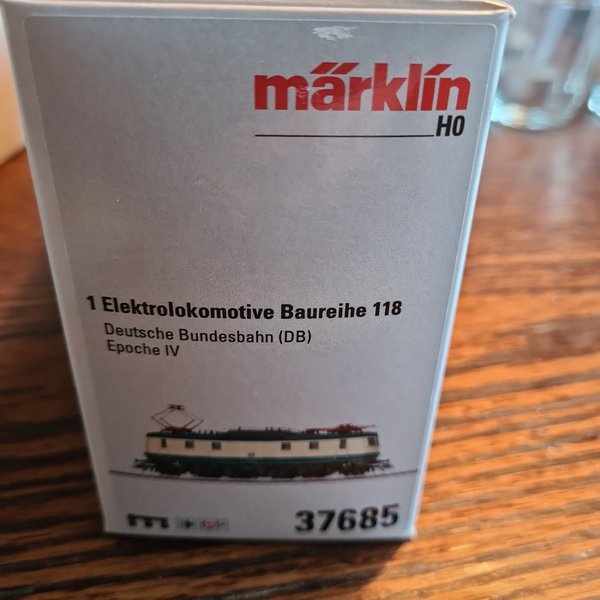 märklin
H0
1 Elektrolokomotive Baureihe 118
Deutsche Bundesbahn (DB)
Epoche IV
37685